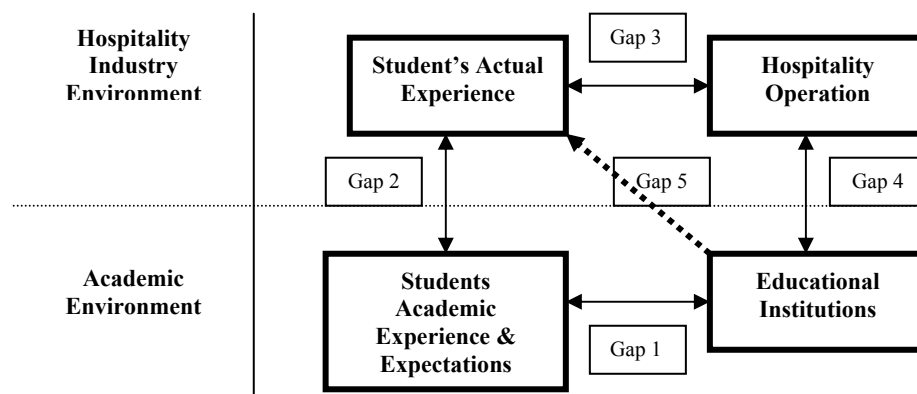 Hospitality
Industry
Environment
Student's Actual
Experience
Gap 3
Hospitality
Operation
Gap 2
Gap 5
Gap 4
Academic
Environment
Students
Academic
Experience &
Expectations
Gap 1
Educational
Institutions